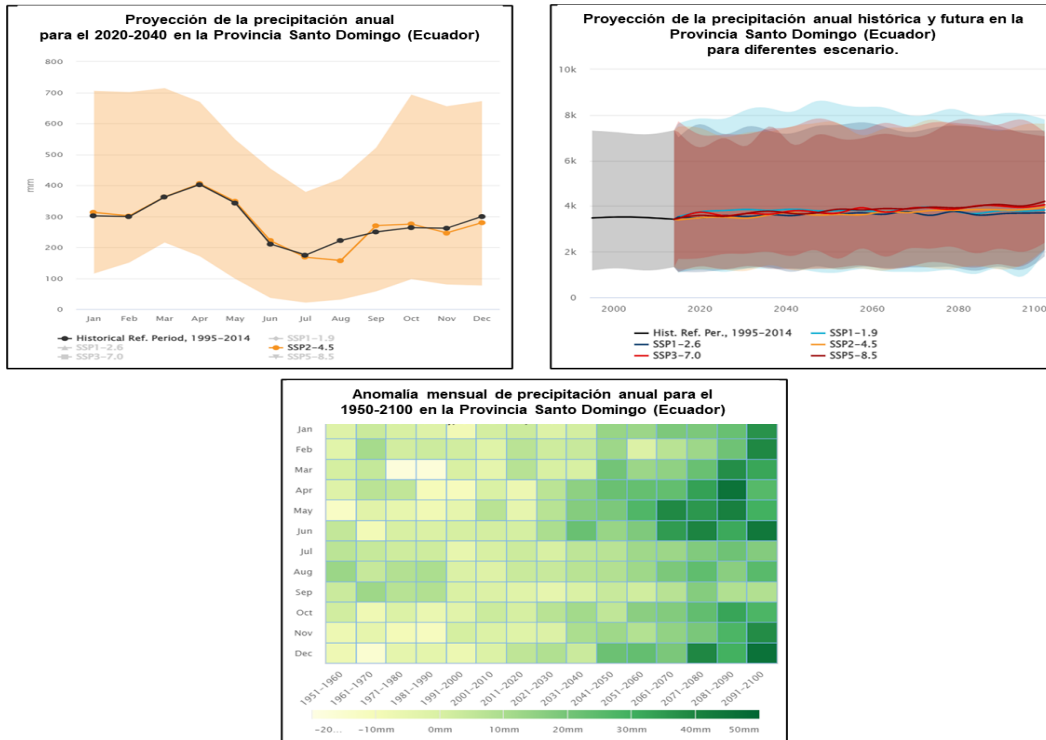 Proyección de la precipitación anual
para el 2020-2040 en la Provincia Santo Domingo (Ecuador)
800
700
600
500
400
300
200
100
0
mm
Jan Feb Mar Apr May Jun Jul Aug Sep Oct Nov Dec
Historical Ref. Period, 1995-2014 SSP1-1.9
SSP1-2.6 SSP2-4.5
SSP3-7.0 SSP5-8.5
Proyección de la precipitación anual histórica y futura en la
Provincia Santo Domingo (Ecuador)
para diferentes escenario.
10k
8k
6k
4k
2k
0
2000 2020 2040 2060 2080 2100
Hist. Ref. Per., 1995-2014 SSP1-1.9
SSP1-2.6 SSP2-4.5
SSP3-7.0 SSP5-8.5
Anomalía mensual de precipitación anual para el
1950-2100 en la Provincia Santo Domingo (Ecuador)
Jan
Feb
Mar
Apr
May
Jun
Jul
Aug
Sep
Oct
Nov
Dec
1951-1960 1961-1970 1971-1980 1981-1990 1991-2000 2001-2010 2011-2020 2021-2030 2031-2040 2041-2050 2051-2060 2061-2070 2071-2080 2081-2090 2091-2100
-20... -10mm 0mm 10mm 20mm 30mm 40mm 50mm